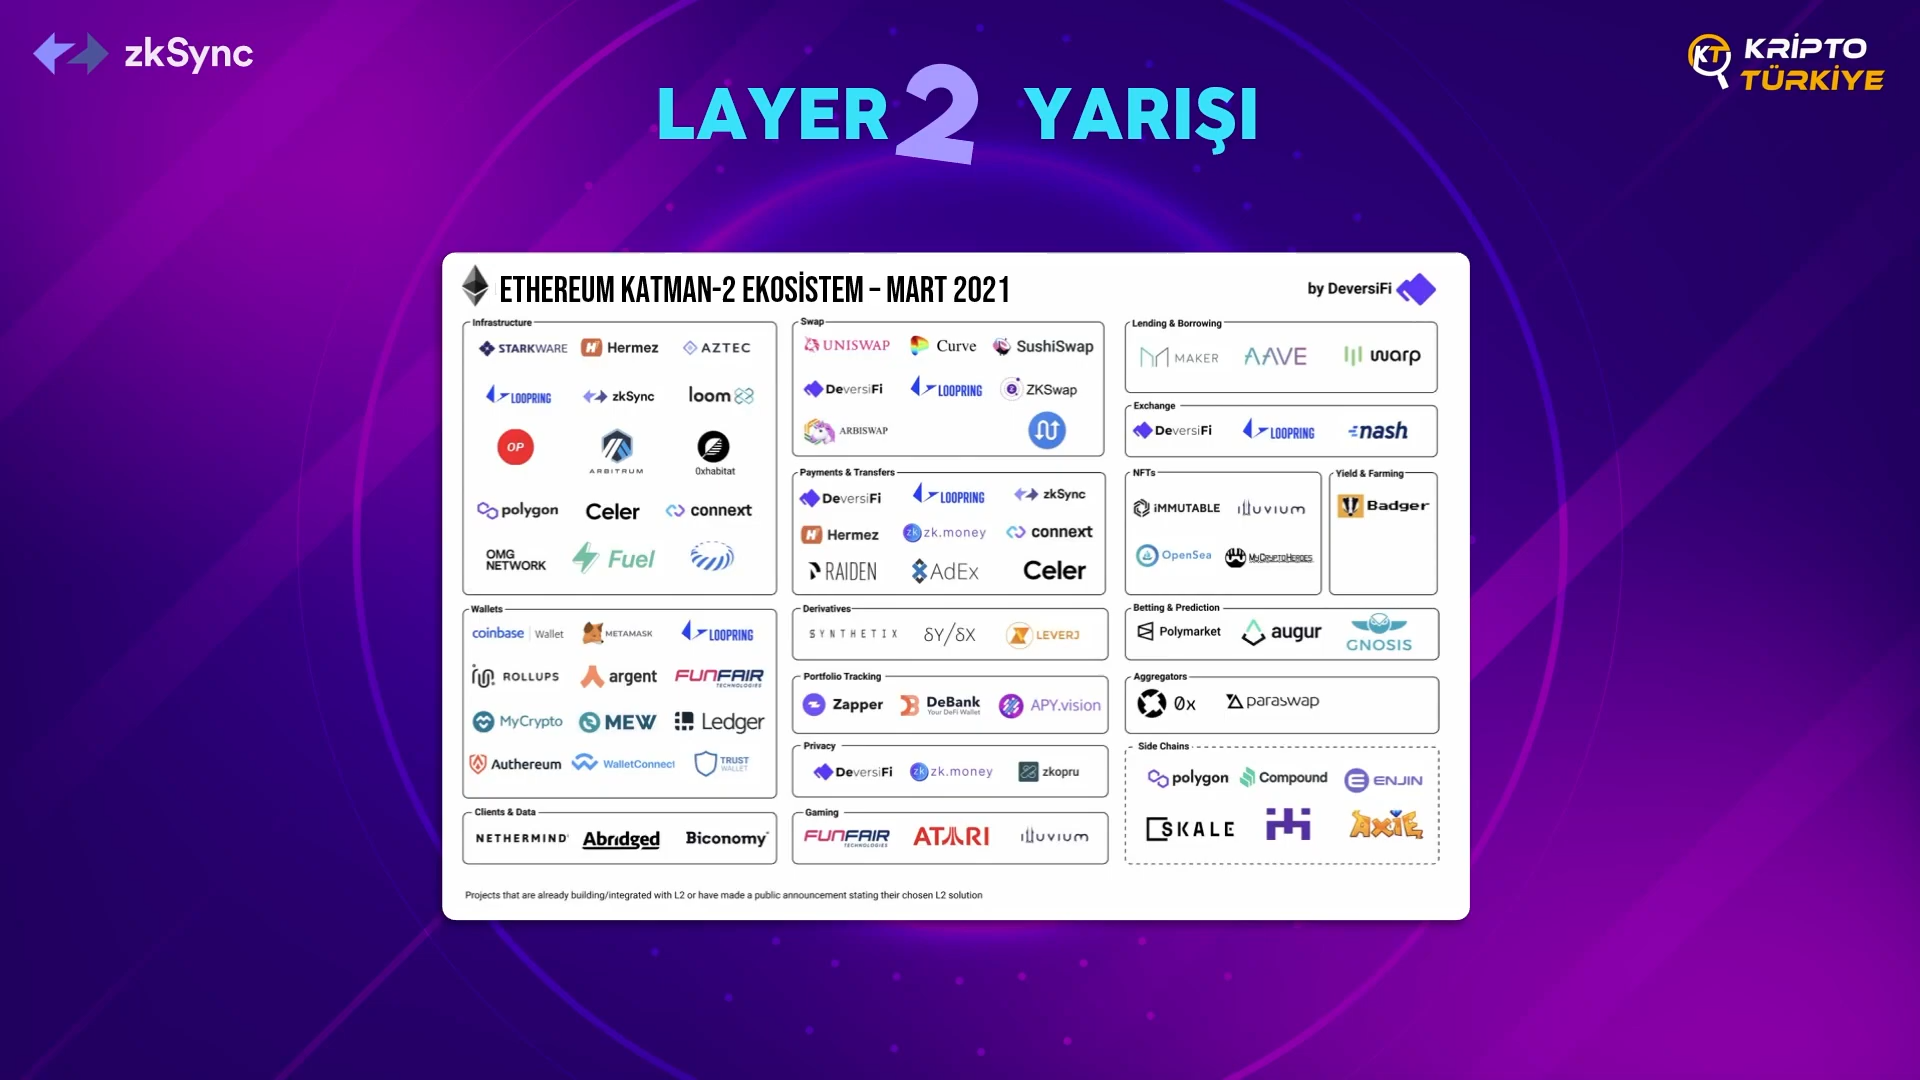 zkSync
KRİPTO
TÜRKİYE
LAYER 2 YARIŞI
ETHEREUM KATMAN-2 EKOSİSTEM – MART 2021
by DeversiFi
Infrastructure
STARKWARE Hermez AZTEC
LOOPRING zkSync loom
OP ARBITRUM 0xhabitat
polygon Celer connext
OMG NETWORK Fuel
Wallets
coinbase Wallet METAMASK LOOPRING
ROLLUPS argent FUNFAIR TECHNOLOGIES
MyCrypto MEW Ledger
Authereum WalletConnect TRUST WALLET
Clients & Data
NETHERMIND Abridged Biconomy
Swap
UNISWAP Curve SushiSwap
DeversiFi LOOPRING ZKSwap
ARBISWAP
Payments & Transfers
DeversiFi LOOPRING zkSync
Hermez zk.money connext
RAIDEN AdEx Celer
Derivatives
SYNTHETIX δY/δX LEVERJ
Portfolio Tracking
Zapper DeBank Your DeFi Wallet APY.vision
Privacy
DeversiFi zk.money zkopru
Gaming
FUNFAIR TECHNOLOGIES ATARI illuvium
Lending & Borrowing
MAKER AAVE warp
Exchange
DeversiFi LOOPRING nash
NFTs
iMMUTABLE illuvium
OpenSea MyCryptoHeroes
Yield & Farming
Badger
Betting & Prediction
Polymarket augur GNOSIS
Aggregators
0x paraswap
Side Chains
polygon Compound ENJIN
SKALE AXIE
Projects that are already building/integrated with L2 or have made a public announcement stating their chosen L2 solution